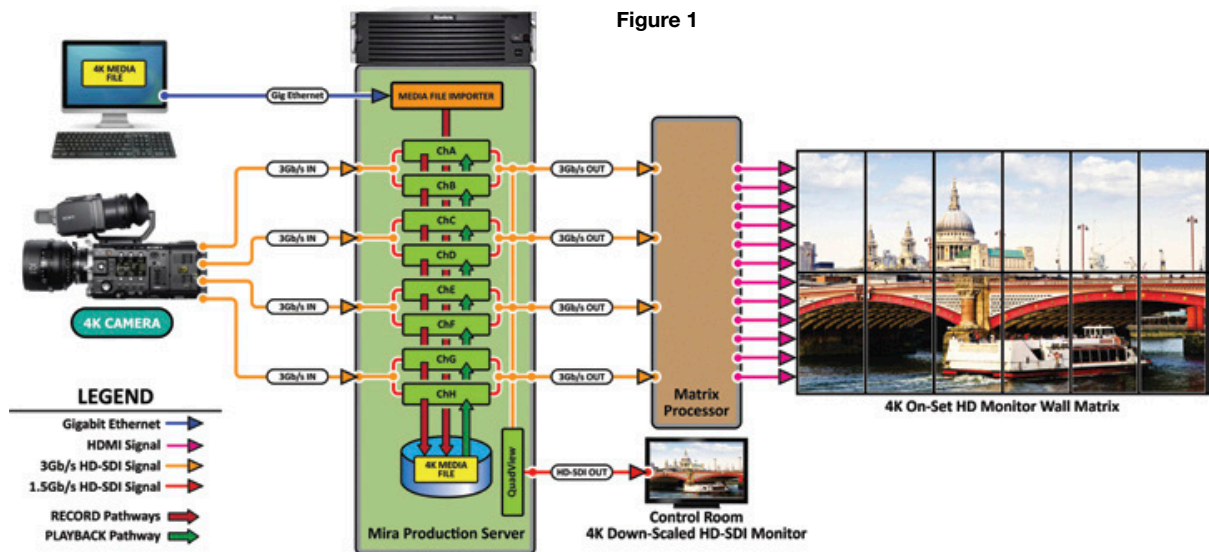 Figure 1
4K MEDIA
FILE
Gig Ethernet
MEDIA FILE IMPORTER
ChA
3Gb/s IN
3Gb/s OUT
ChB
ChC
3Gb/s IN
3Gb/s OUT
ChD
ChE
3Gb/s IN
3Gb/s OUT
ChF
4K CAMERA
ChG
3Gb/s IN
3Gb/s OUT
ChH
Matrix
Processor
4K On-Set HD Monitor Wall Matrix
LEGEND
Gigabit Ethernet
HDMI Signal
3Gb/s HD-SDI Signal
1.5Gb/s HD-SDI Signal
RECORD Pathways
PLAYBACK Pathway
4K MEDIA
FILE
QuadView
HD-SDI OUT
Mira Production Server
Control Room
4K Down-Scaled HD-SDI Monitor